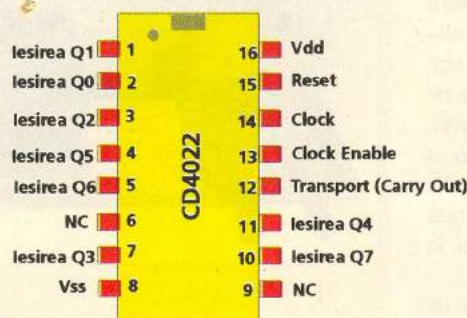 Iesirea Q1 1
Iesirea Q0 2
Iesirea Q2 3
Iesirea Q5 4
Iesirea Q6 5
NC 6
Iesirea Q3 7
Vss 8
CD4022
16 Vdd
15 Reset
14 Clock
13 Clock Enable
12 Transport (Carry Out)
11 Iesirea Q4
10 Iesirea Q7
9 NC